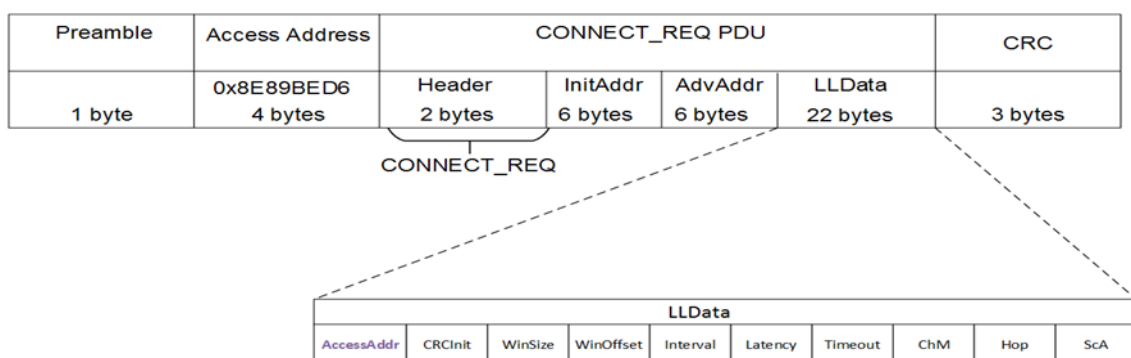 Preamble
Access Address
CONNECT_REQ PDU
CRC
0x8E89BED6
Header
InitAddr
AdvAddr
LLData
1 byte
4 bytes
2 bytes
6 bytes
6 bytes
22 bytes
3 bytes
CONNECT_REQ
LLData
AccessAddr
CRCInit
WinSize
WinOffset
Interval
Latency
Timeout
ChM
Hop
ScA